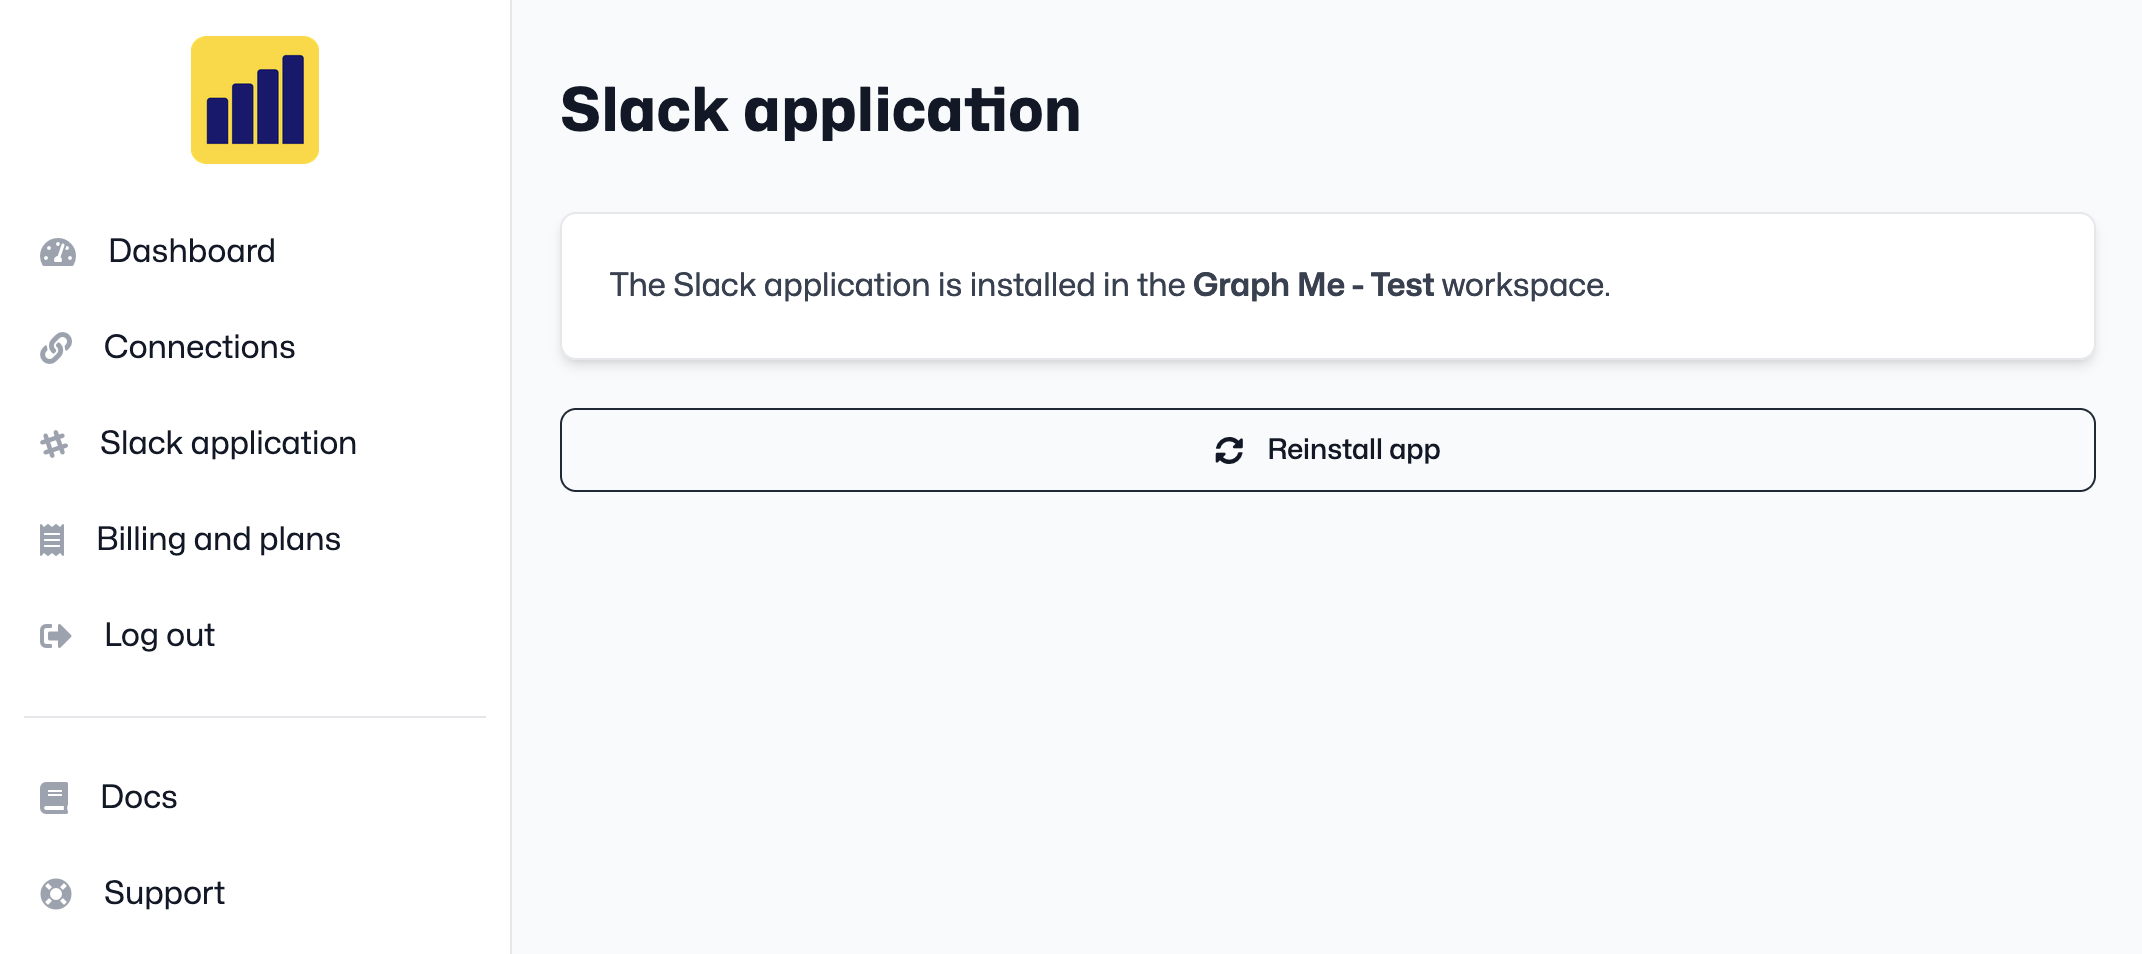 Dashboard
Connections
Slack application
Billing and plans
Log out
Docs
Support
Slack application
The Slack application is installed in the Graph Me - Test workspace.
Reinstall app